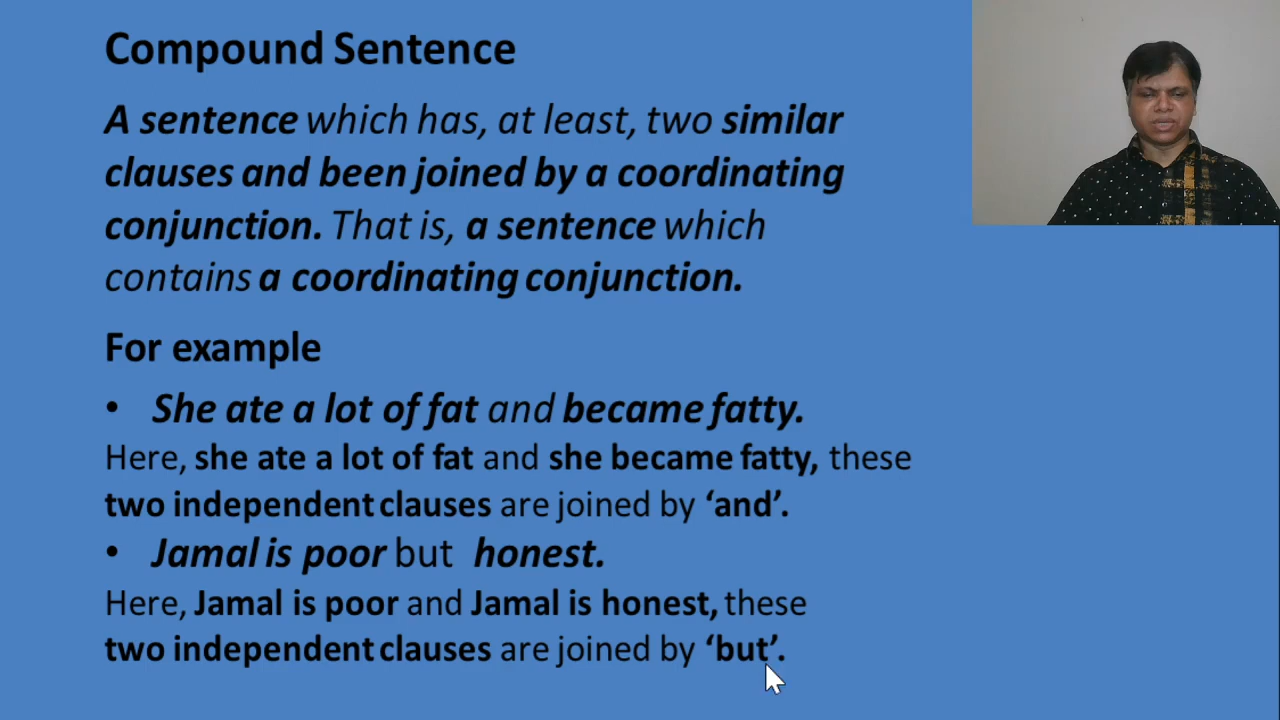 Compound Sentence
A sentence which has, at least, two similar
clauses and been joined by a coordinating
conjunction. That is, a sentence which
contains a coordinating conjunction.
For example
• She ate a lot of fat and became fatty.
Here, she ate a lot of fat and she became fatty, these
two independent clauses are joined by ‘and’.
• Jamal is poor but honest.
Here, Jamal is poor and Jamal is honest, these
two independent clauses are joined by ‘but’.